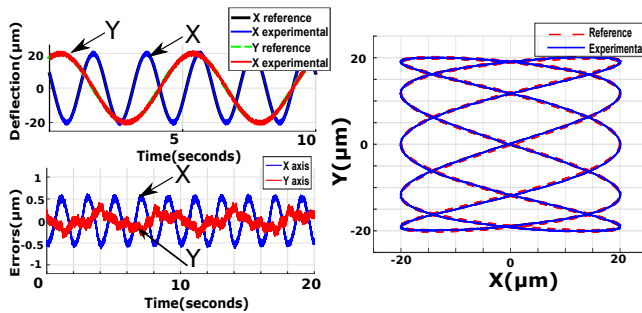 X reference
X experimental
Y reference
X experimental
Y
X
Deflection(μm)
20
0
-20
5
10
Time(seconds)
X axis
Y axis
X
Y
Errors(μm)
1
0.5
0
-0.5
-1
0
10
20
Time(seconds)
Reference
Experimental
Y(μm)
20
0
-20
-20
0
20
X(μm)